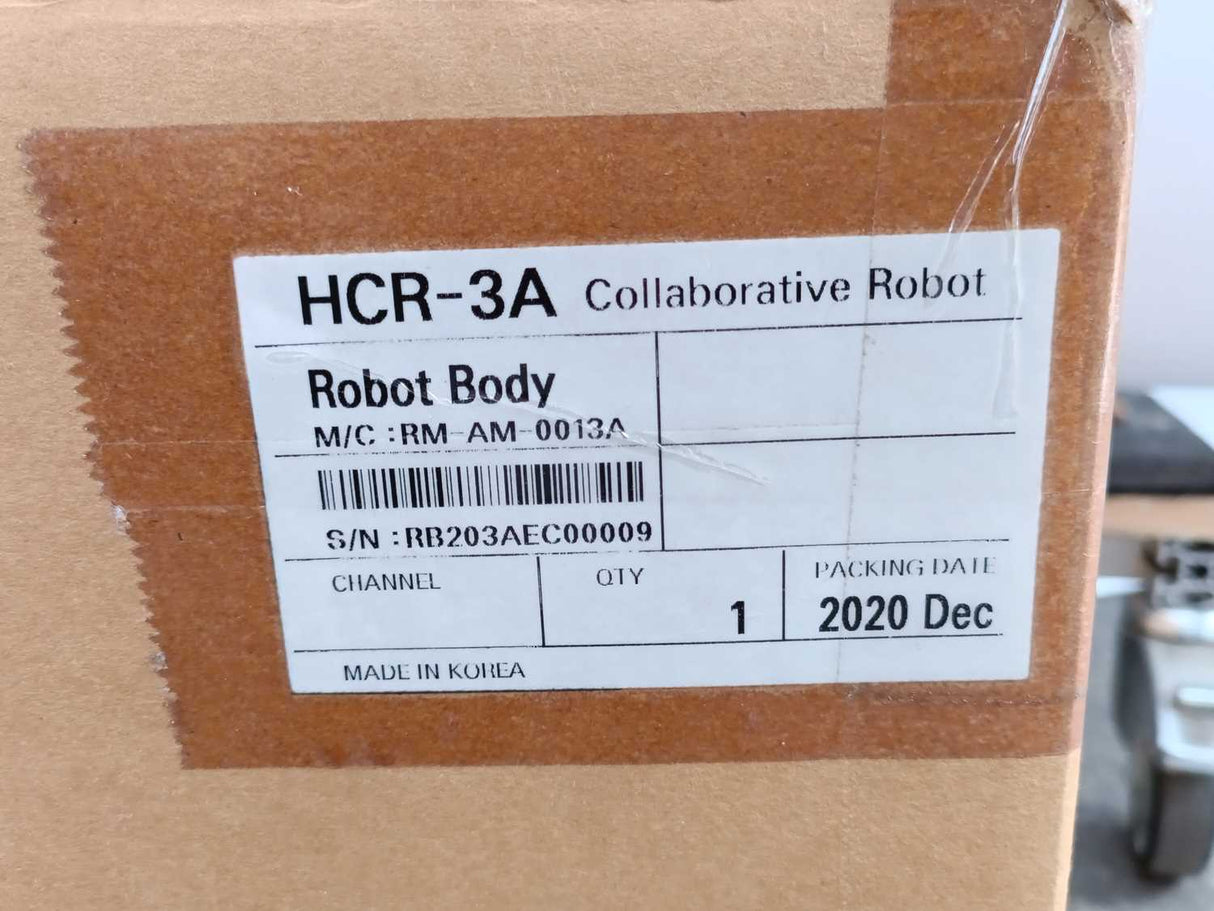 HCR-3A Collaborative Robot
Robot Body
M/C :RM-AM-0013A
S/N :RB203AEC00009
CHANNEL
QTY
1
PACKING DATE
2020 Dec
MADE IN KOREA